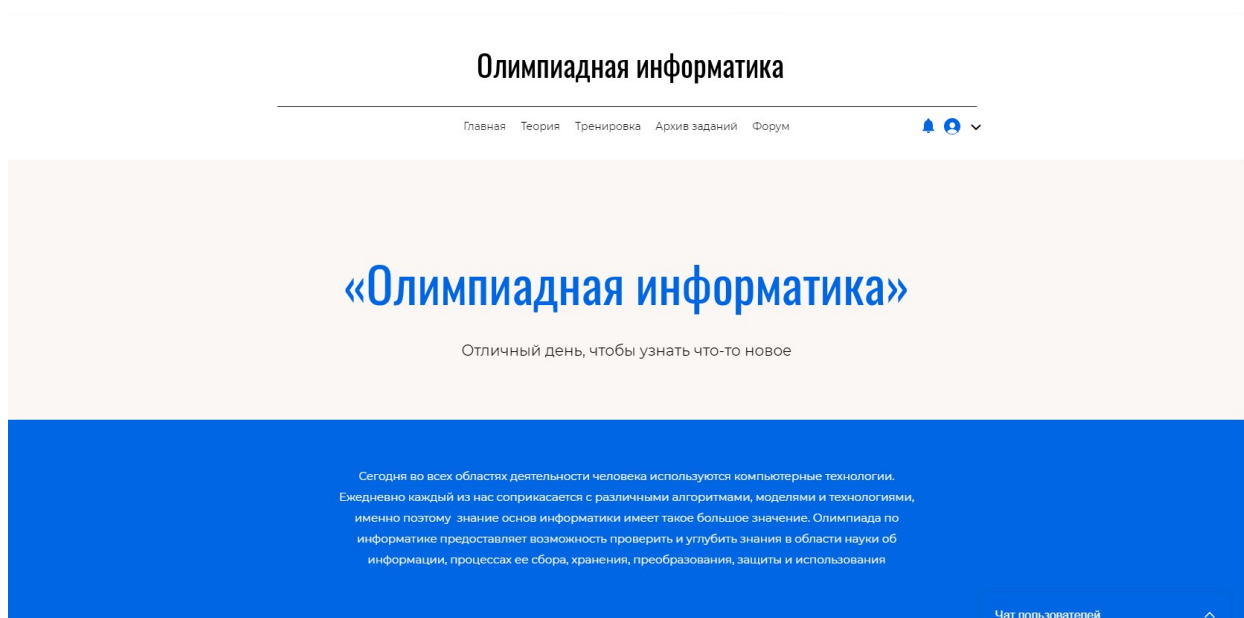 Олимпиадная информатика
Главная Теория Тренировка Архив заданий Форум
«Олимпиадная информатика»
Отличный день, чтобы узнать что-то новое
Сегодня во всех областях деятельности человека используются компьютерные технологии.
Ежедневно каждый из нас соприкасается с различными алгоритмами, моделями и технологиями,
именно поэтому знание основ информатики имеет такое большое значение. Олимпиада по
информатике предоставляет возможность проверить и углубить знания в области науки об
информации, процессах ее сбора, хранения, преобразования, защиты и использования
Чат пользователей